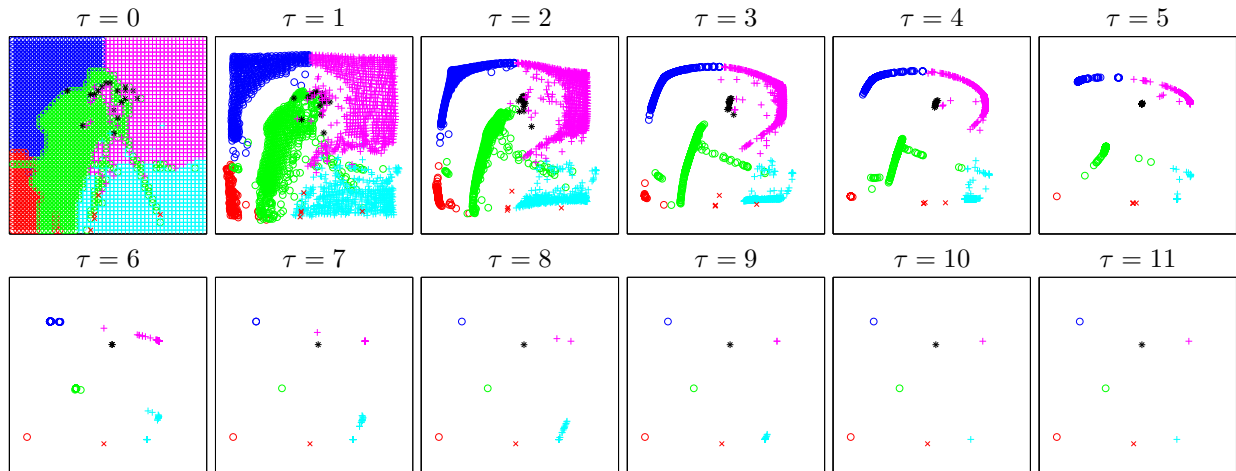 τ = 0
τ = 1
τ = 2
τ = 3
τ = 4
τ = 5
τ = 6
τ = 7
τ = 8
τ = 9
τ = 10
τ = 11